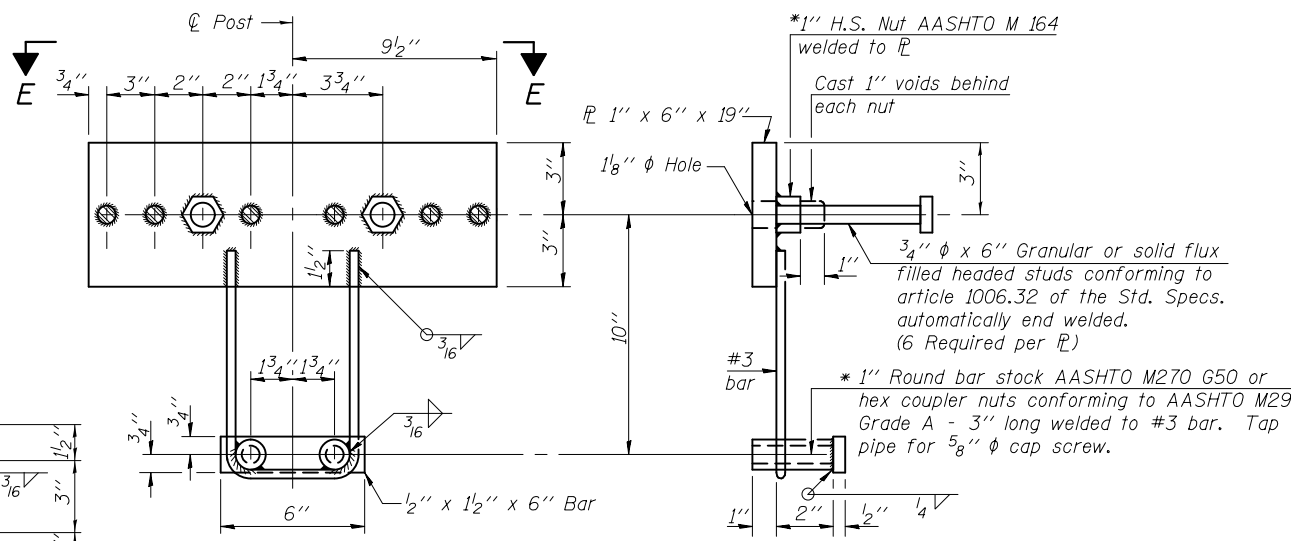 ℄ Post
*1" H.S. Nut AASHTO M 164
welded to ℞
9½"
E
E
¾"
3"
2"
2"
1¾"
3¾"
Cast 1" voids behind
each nut
℞ 1" x 6" x 19"
1⅛" ϕ Hole
3"
3"
3"
1½"
1"
¾" ϕ x 6" Granular or solid flux
filled headed studs conforming to
article 1006.32 of the Std. Specs.
automatically end welded.
(6 Required per ℞)
10"
3/16
1¾"
1¾"
#3
bar
* 1" Round bar stock AASHTO M270 G50 or
hex coupler nuts conforming to AASHTO M29
Grade A - 3" long welded to #3 bar. Tap
pipe for ⅝" ϕ cap screw.
¾"
¾"
3/16
1½"
3/16
3"
½" x 1½" x 6" Bar
6"
1"
2"
½"
¼